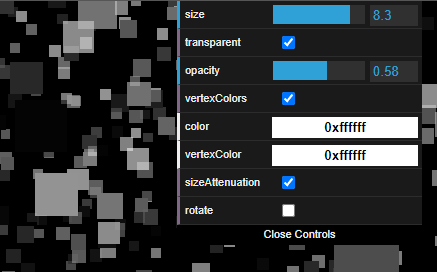 size 8.3
transparent
opacity 0.58
vertexColors
color 0xffffff
vertexColor 0xffffff
sizeAttenuation
rotate
Close Controls